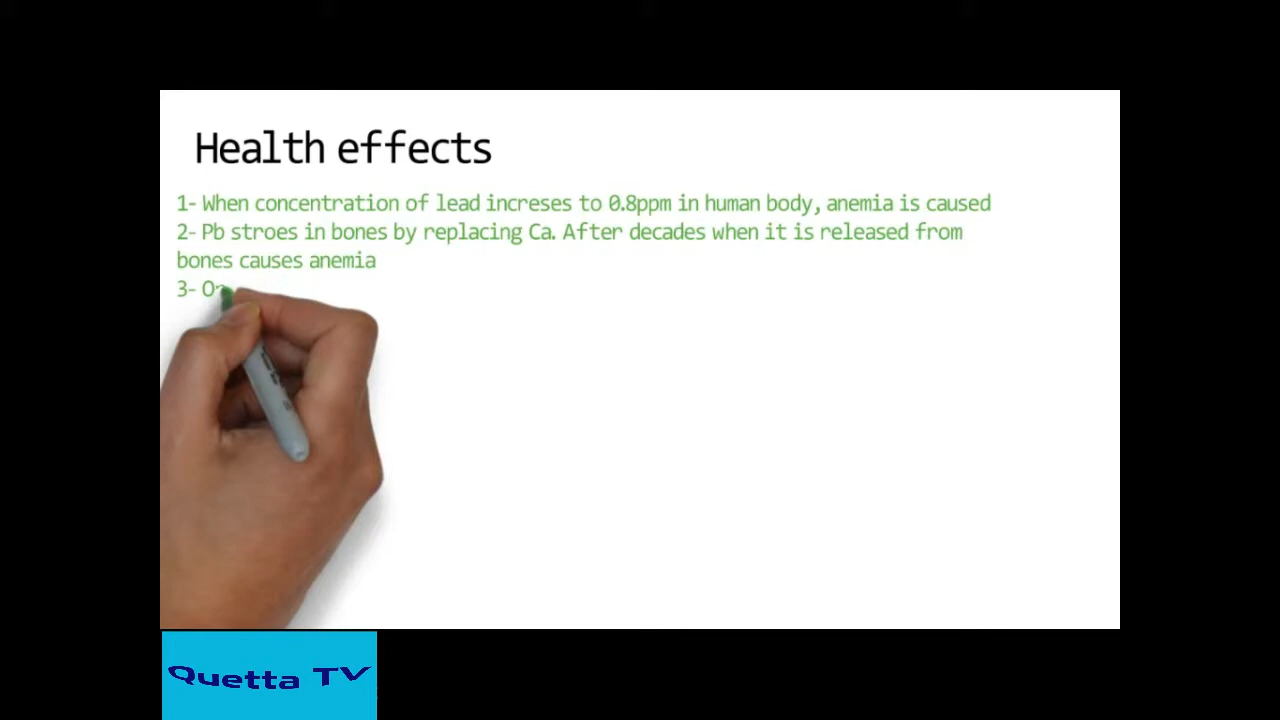 Health effects
1- When concentration of lead increses to 0.8ppm in human body, anemia is caused
2- Pb stroes in bones by replacing Ca. After decades when it is released from
bones causes anemia
3-
Quetta TV